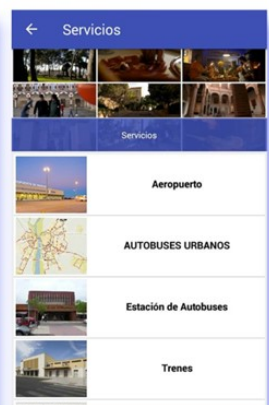 Servicios
Servicios
Aeropuerto
AUTOBUSES URBANOS
Estación de Autobuses
Trenes